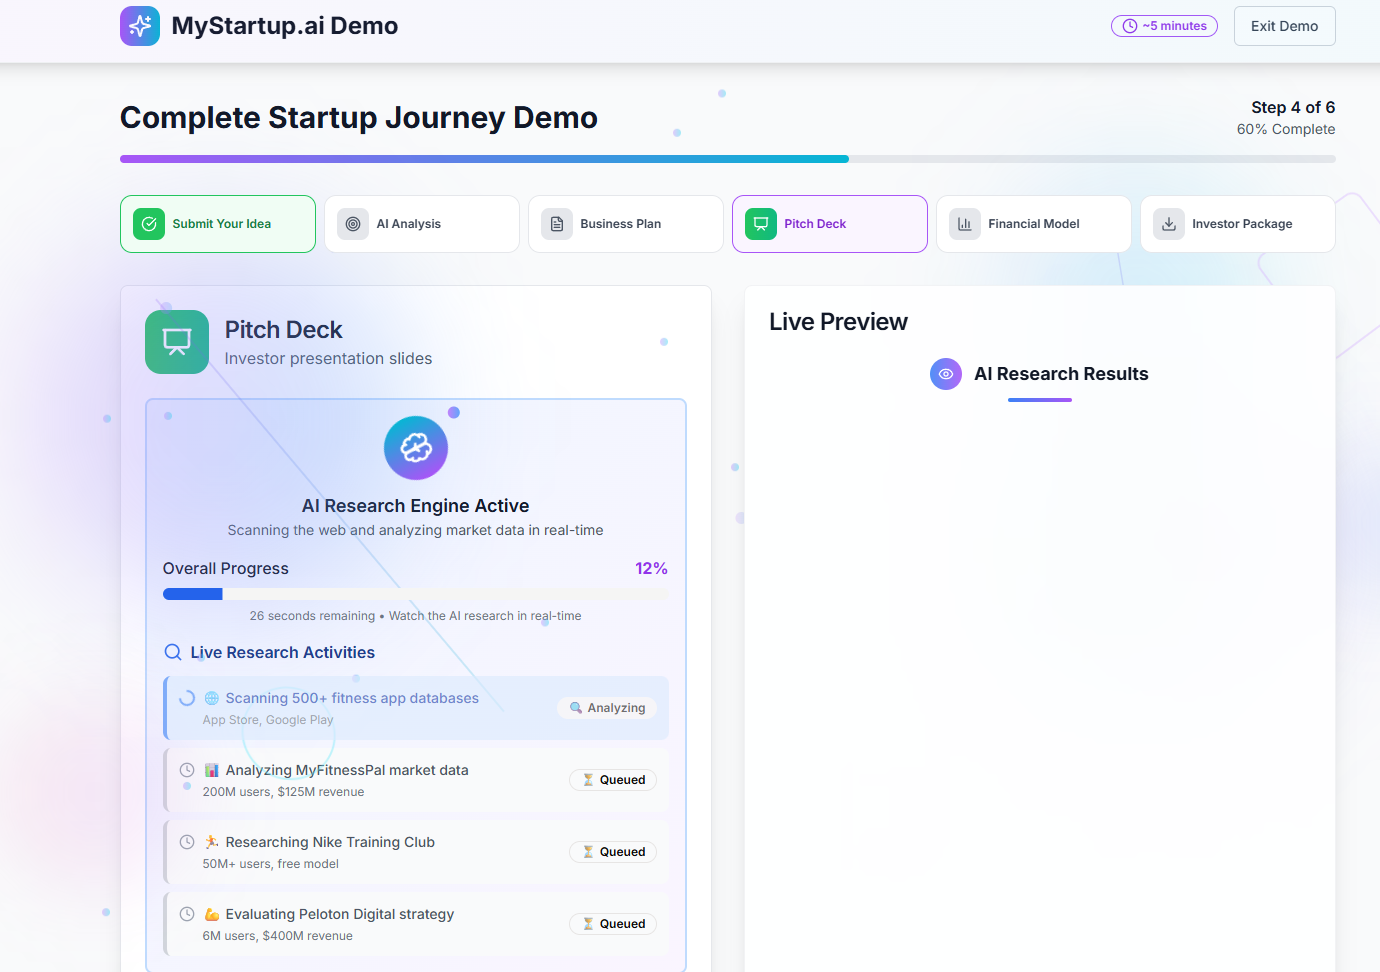 MyStartup.ai Demo
~5 minutes
Exit Demo
Complete Startup Journey Demo
Step 4 of 6
60% Complete
Submit Your Idea
AI Analysis
Business Plan
Pitch Deck
Financial Model
Investor Package
Pitch Deck
Investor presentation slides
AI Research Engine Active
Scanning the web and analyzing market data in real-time
Overall Progress
12%
26 seconds remaining • Watch the AI research in real-time
Live Research Activities
🌐 Scanning 500+ fitness app databases
App Store, Google Play
🔍 Analyzing
📊 Analyzing MyFitnessPal market data
200M users, $125M revenue
⏳ Queued
🏃 Researching Nike Training Club
50M+ users, free model
⏳ Queued
💪 Evaluating Peloton Digital strategy
6M users, $400M revenue
⏳ Queued
Live Preview
AI Research Results